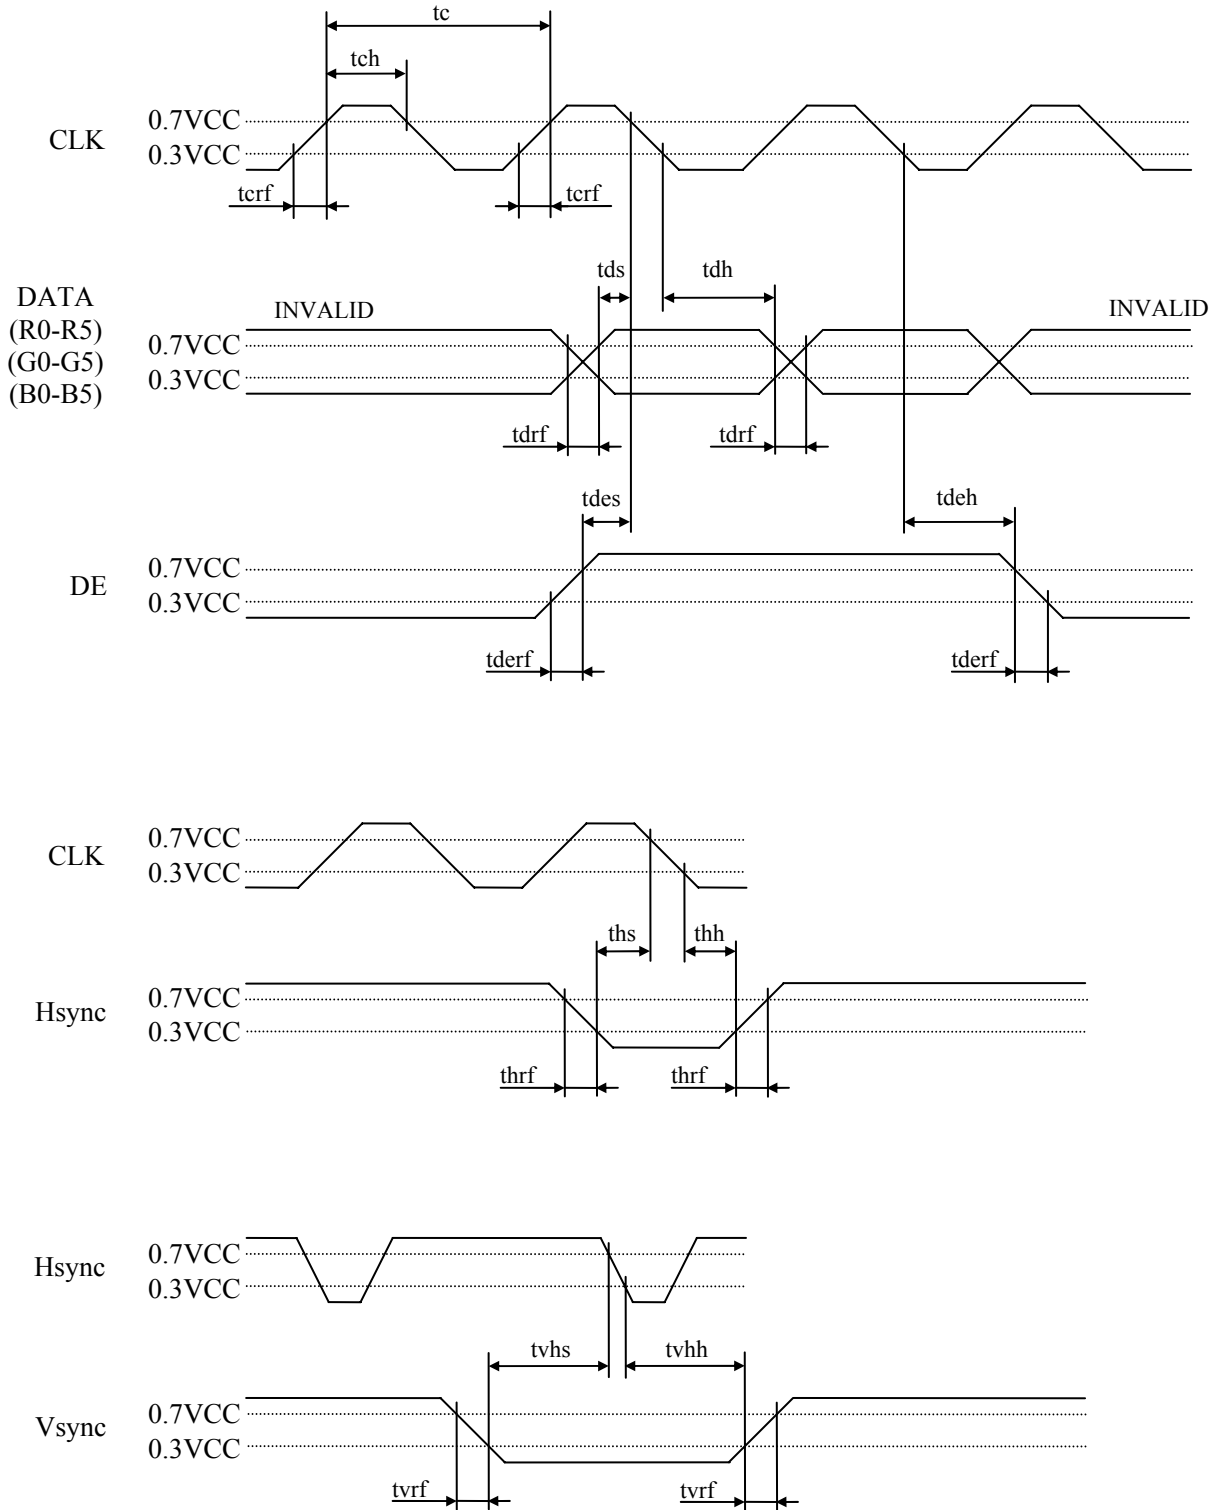 tc
tch
0.7VCC
CLK
0.3VCC
tcrf
tcrf
tds
tdh
DATA
(R0-R5)
(G0-G5)
(B0-B5)
INVALID
INVALID
0.7VCC
0.3VCC
tdrf
tdrf
tdes
tdeh
0.7VCC
DE
0.3VCC
tderf
tderf
0.7VCC
CLK
0.3VCC
ths
thh
0.7VCC
Hsync
0.3VCC
thrf
thrf
0.7VCC
Hsync
0.3VCC
tvhs
tvhh
0.7VCC
Vsync
0.3VCC
tvrf
tvrf